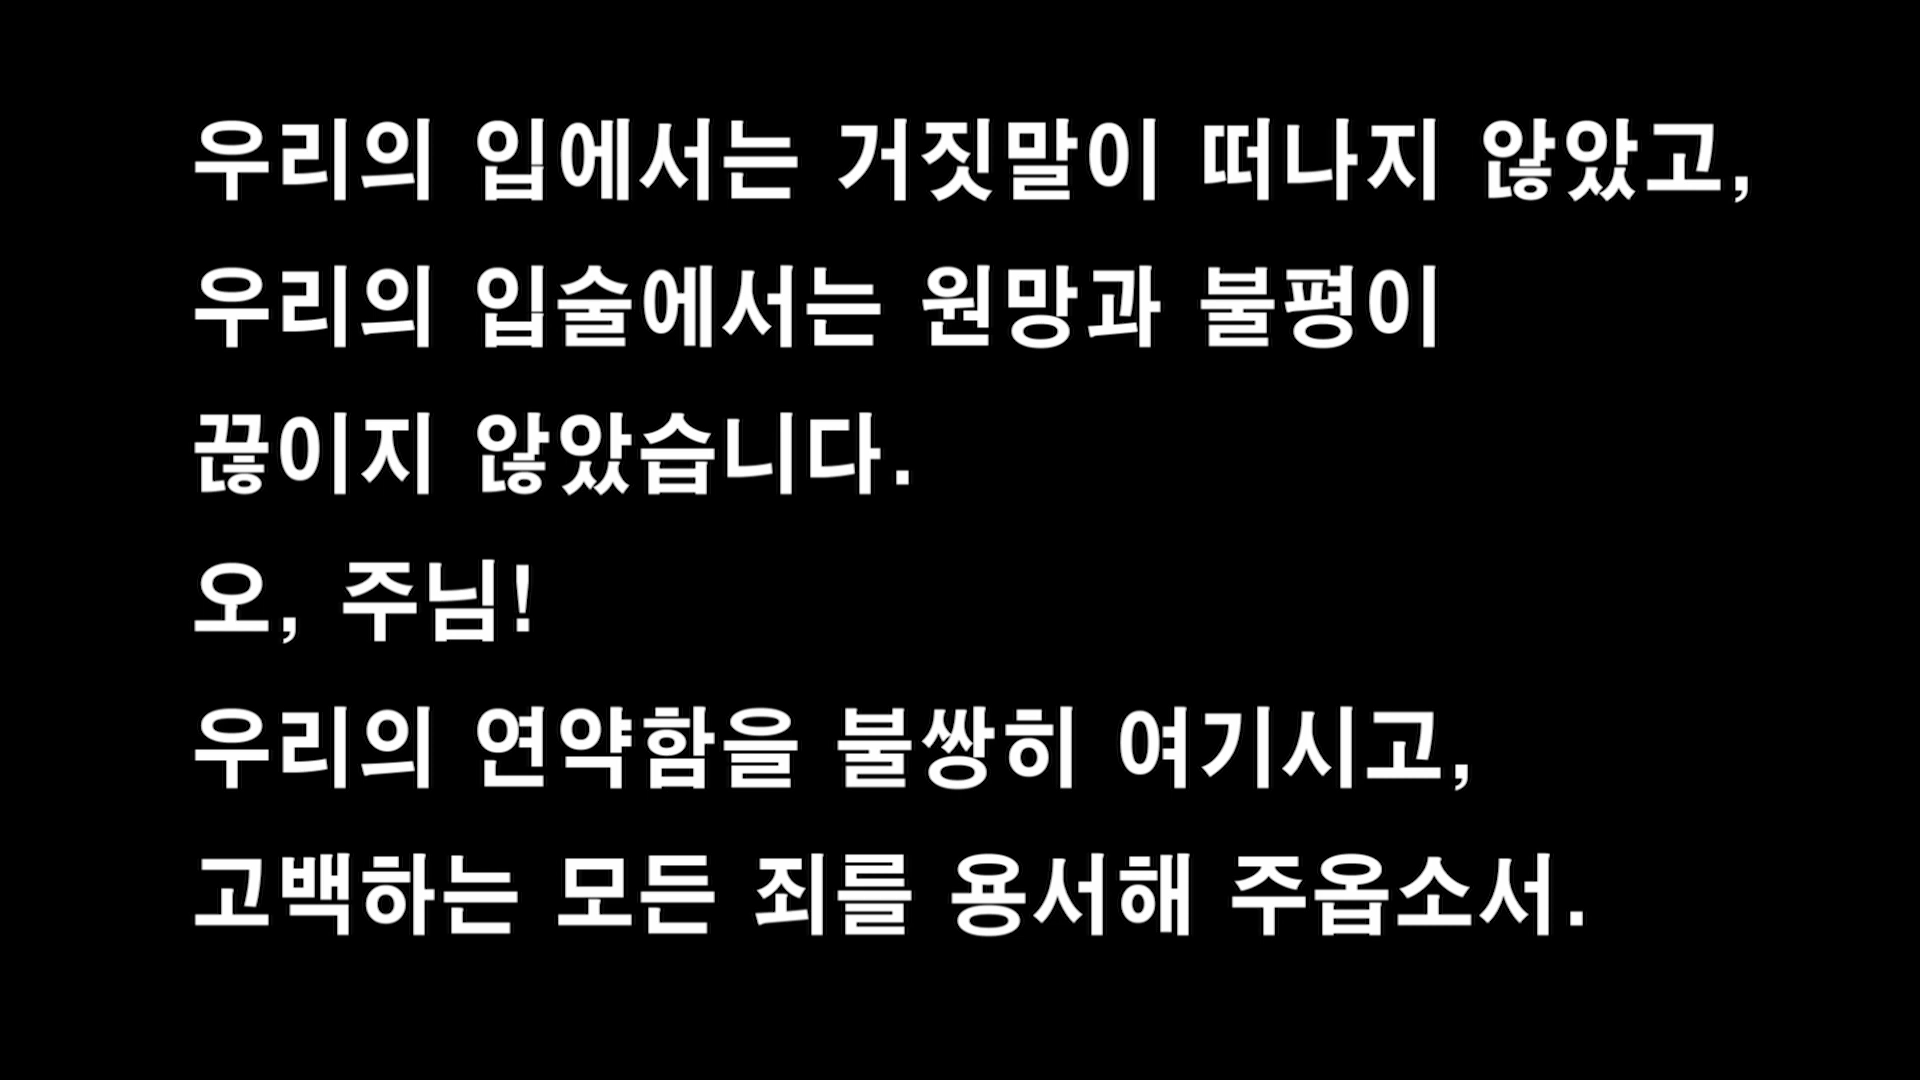 우리의 입에서는 거짓말이 떠나지 않았고,
우리의 입술에서는 원망과 불평이
끊이지 않았습니다.
오, 주님!
우리의 연약함을 불쌍히 여기시고,
고백하는 모든 죄를 용서해 주옵소서.